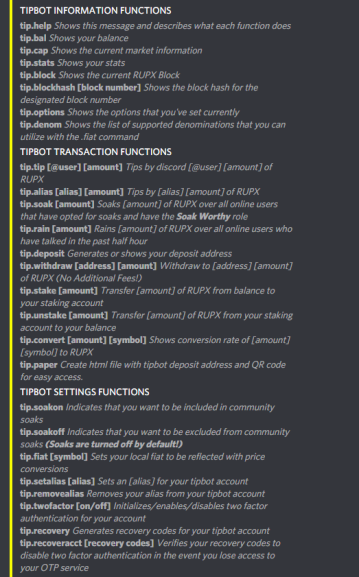 TIPBOT INFORMATION FUNCTIONS
tip.help Shows this message and describes what each function does
tip.bal Shows your balance
tip.cap Shows the current market information
tip.stats Shows your stats
tip.block Shows the current RUPX Block
tip.blockhash [block number] Shows the block hash for the
designated block number
tip.options Shows the options that you've set currently
tip.denom Shows the list of supported denominations that you can
utilize with the .fiat command
TIPBOT TRANSACTION FUNCTIONS
tip.tip [@user] [amount] Tips by discord [@user] [amount] of
RUPX
tip.alias [alias] [amount] Tips by [alias] [amount] of RUPX
tip.soak [amount] Soaks [amount] of RUPX over all online users
that have opted for soaks and have the Soak Worthy role
tip.rain [amount] Rains [amount] of RUPX over all online users who
have talked in the past half hour
tip.deposit Generates or shows your deposit address
tip.withdraw [address] [amount] Withdraw to [address] [amount]
of RUPX (No Additional Fees!)
tip.stake [amount] Transfer [amount] of RUPX from balance to
your staking account
tip.unstake [amount] Transfer [amount] of RUPX from your staking
account to your balance
tip.convert [amount] [symbol] Shows conversion rate of [amount]
[symbol] to RUPX
tip.paper Create html file with tipbot deposit address and QR code
for easy access.
TIPBOT SETTINGS FUNCTIONS
tip.soakon Indicates that you want to be included in community
soaks
tip.soakoff Indicates that you want to be excluded from community
soaks (Soaks are turned off by default!)
tip.fiat [symbol] Sets your local fiat to be reflected with price
conversions
tip.setalias [alias] Sets an [alias] for your tipbot account
tip.removealias Removes your alias from your tipbot account
tip.twofactor [on/off] Initializes/enables/disables two factor
authentication for your account
tip.recovery Generates recovery codes for your tipbot account
tip.recoveracct [recovery codes] Verifies your recovery codes to
disable two factor authentication in the event you lose access to
your OTP service